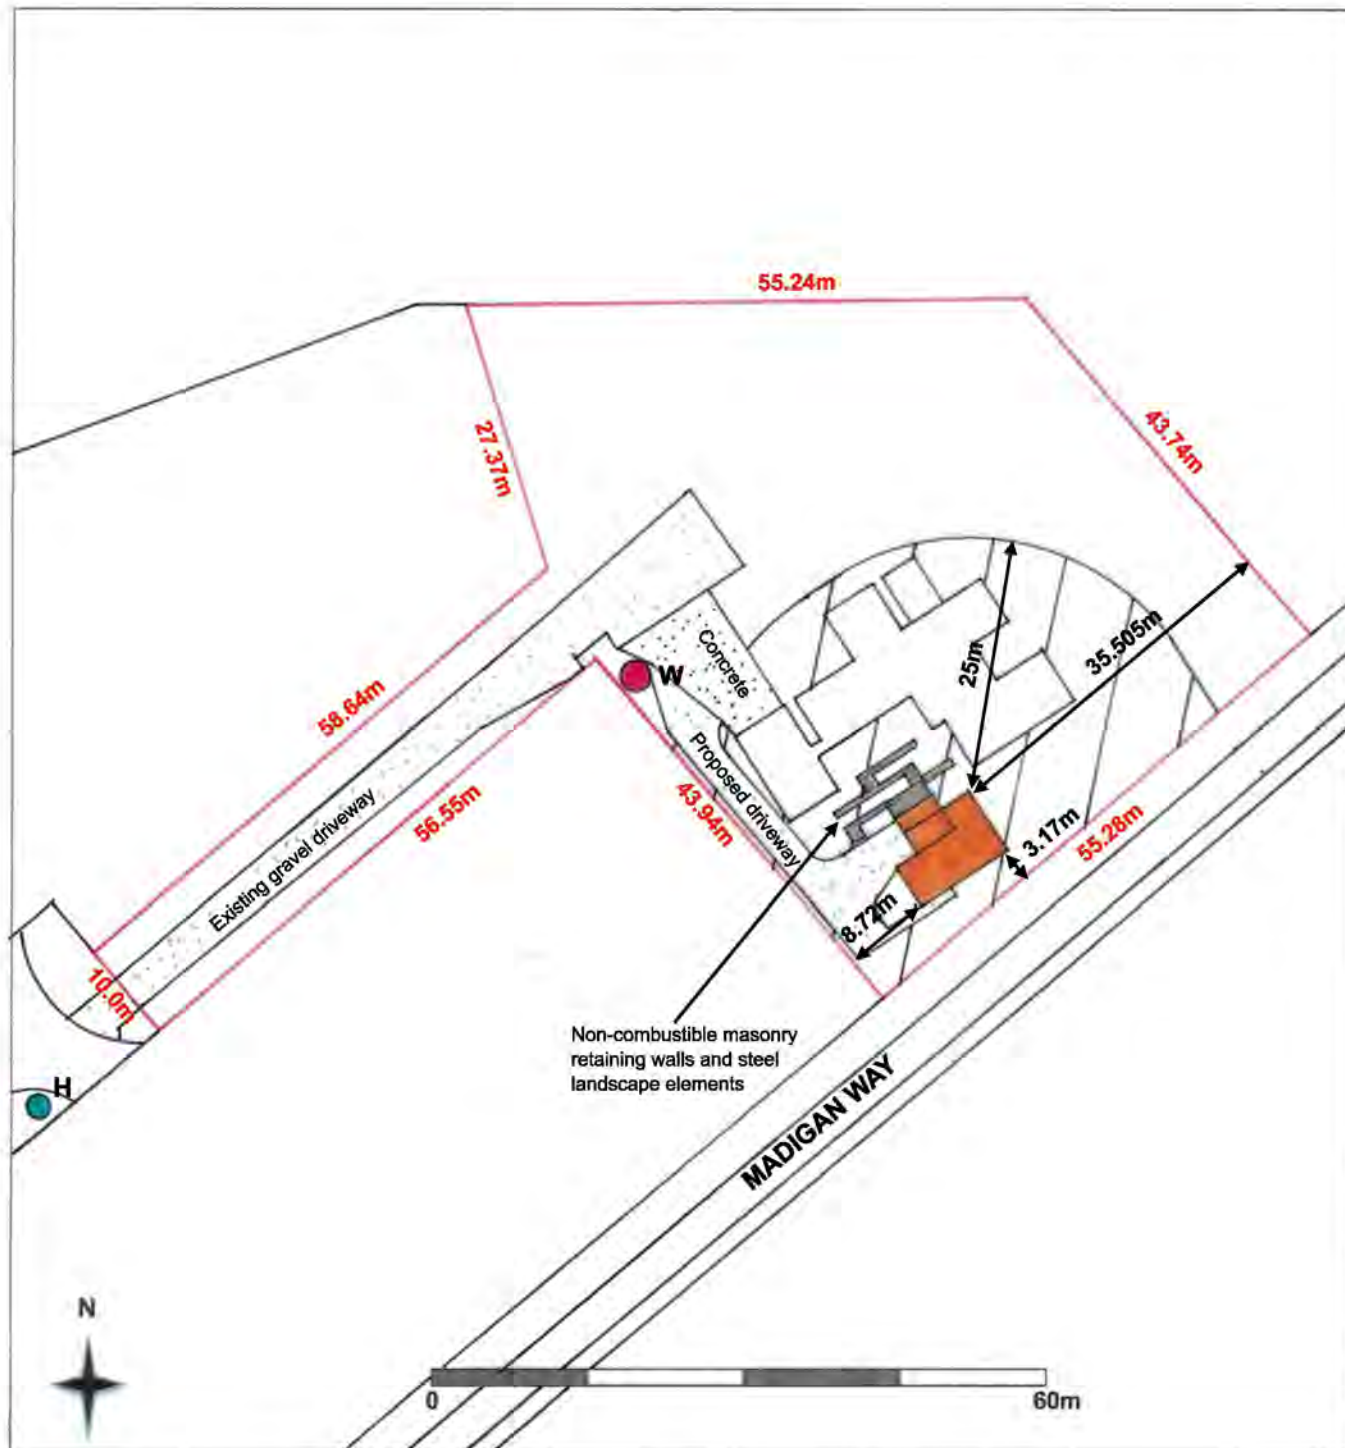 55.24m
43.74m
27.37m
Concrete
W
25m
35.505m
58.64m
Proposed driveway
43.94m
56.55m
Existing gravel driveway
3.17m
55.28m
8.72m
10.0m
Non-combustible masonry
retaining walls and steel
landscape elements
H
MADIGAN WAY
N
0
60m